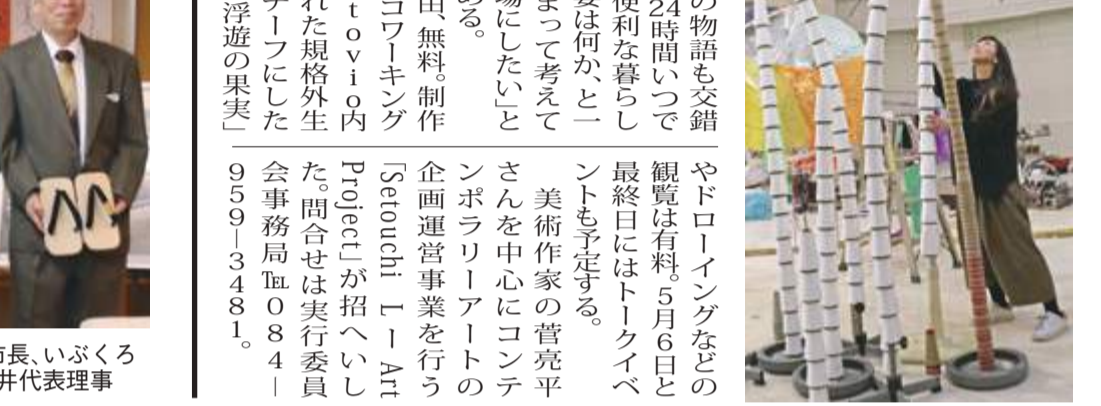 の物語も交錯
24時間いつで
便利な暮らし
は何か、と一
まって考えて
場にしたい」と
ある。
由、無料。制作
コワーキング
tovio内
れた規格外生
チーフにした
浮遊の果実」
やドローイングなどの
観覧は有料。5月6日と
最終日にはトークイベ
ントも予定する。
美術作家の菅亮平
さんを中心にコンテ
ンポラリーアートの
企画運営事業を行う
「Setouchi L-Art
Project」が招へいし
た。問合せは実行委員
会事務局℡084-
959-3481。
市長、いぶくろ
井代表理事